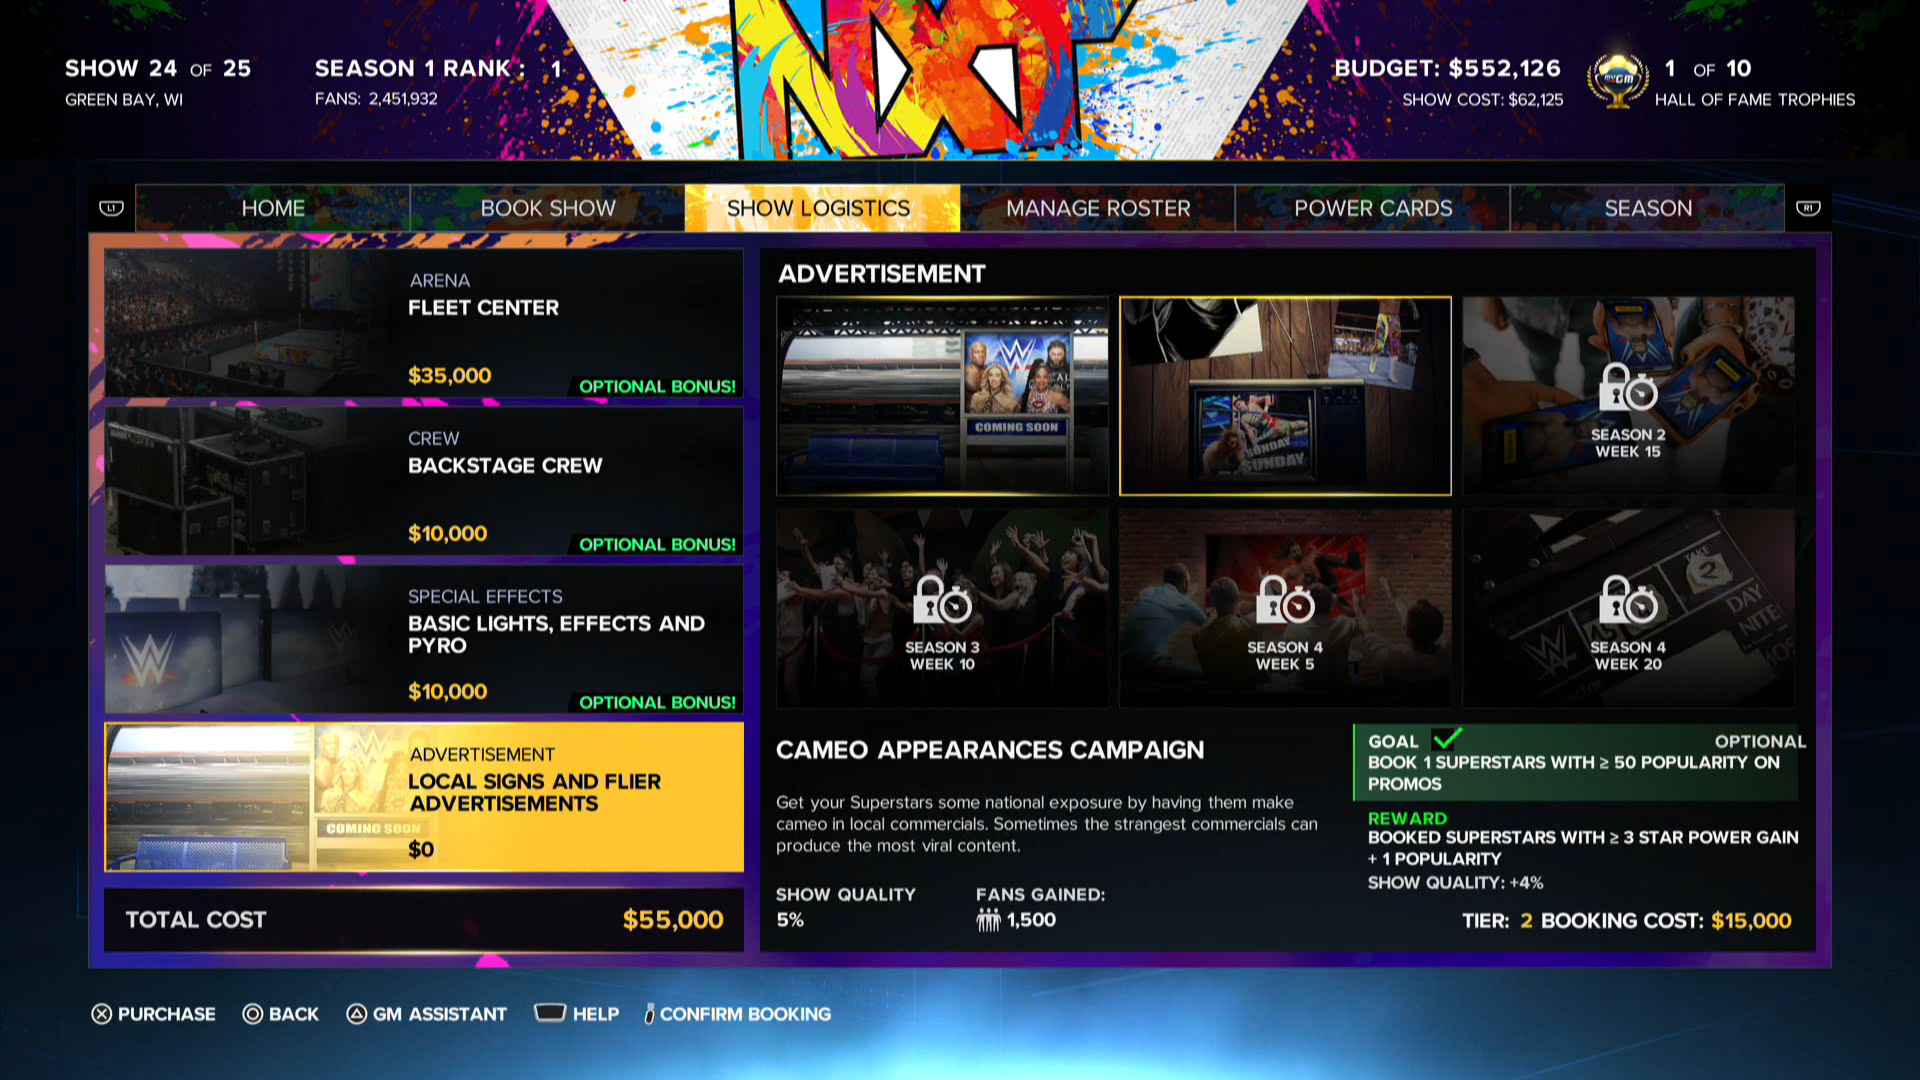 SHOW 24 OF 25
GREEN BAY, WI
SEASON 1 RANK : 1
FANS: 2,451,932
NXT
BUDGET: $552,126
SHOW COST: $62,125
1 OF 10
HALL OF FAME TROPHIES
L1
HOME
BOOK SHOW
SHOW LOGISTICS
MANAGE ROSTER
POWER CARDS
SEASON
R1
ARENA
FLEET CENTER
$35,000
OPTIONAL BONUS!
CREW
BACKSTAGE CREW
$10,000
OPTIONAL BONUS!
SPECIAL EFFECTS
BASIC LIGHTS, EFFECTS AND
PYRO
$10,000
OPTIONAL BONUS!
ADVERTISEMENT
LOCAL SIGNS AND FLIER
ADVERTISEMENTS
COMING SOON
$0
TOTAL COST
$55,000
ADVERTISEMENT
COMING SOON
SUNDAY
SUNDAY
SEASON 2
WEEK 15
SEASON 3
WEEK 10
SEASON 4
WEEK 5
TAKE
2
DAY
NITE
SEASON 4
WEEK 20
CAMEO APPEARANCES CAMPAIGN
Get your Superstars some national exposure by having them make
cameo in local commercials. Sometimes the strangest commercials can
produce the most viral content.
SHOW QUALITY
5%
FANS GAINED:
1,500
GOAL
OPTIONAL
BOOK 1 SUPERSTARS WITH ≥ 50 POPULARITY ON
PROMOS
REWARD
BOOKED SUPERSTARS WITH ≥ 3 STAR POWER GAIN
+ 1 POPULARITY
SHOW QUALITY: +4%
TIER: 2 BOOKING COST: $15,000
PURCHASE
BACK
GM ASSISTANT
HELP
CONFIRM BOOKING